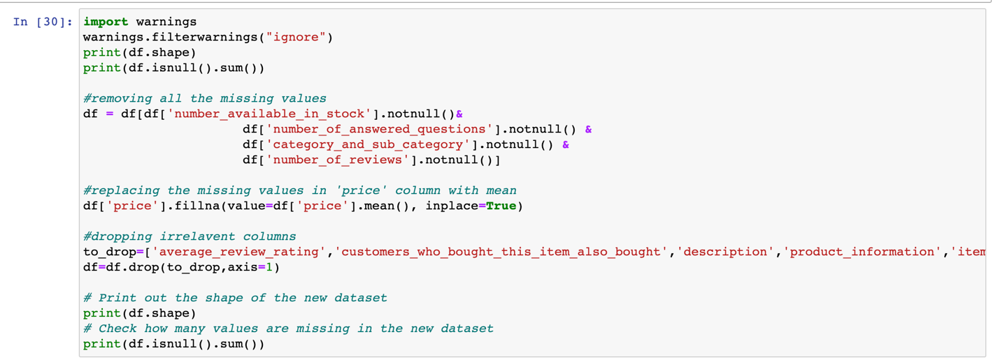 In [30]: import warnings
warnings.filterwarnings("ignore")
print(df.shape)
print(df.isnull().sum())
#removing all the missing values
df = df[df['number_available_in_stock'].notnull()&
df['number_of_answered_questions'].notnull() &
df['category_and_sub_category'].notnull() &
df['number_of_reviews'].notnull()]
#replacing the missing values in 'price' column with mean
df['price'].fillna(value=df['price'].mean(), inplace=True)
#dropping irrelavent columns
to_drop=['average_review_rating','customers_who_bought_this_item_also_bought','description','product_information','item
df=df.drop(to_drop,axis=1)
# Print out the shape of the new dataset
print(df.shape)
# Check how many values are missing in the new dataset
print(df.isnull().sum())